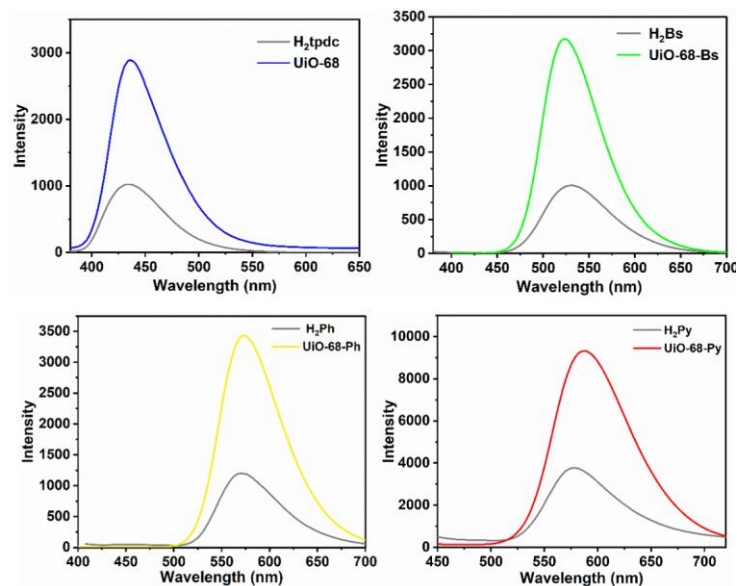 H₂tpdc
UiO-68
3000
2000
1000
0
Intensity
400 450 500 550 600 650
Wavelength (nm)
H₂Bs
UiO-68-Bs
3500
3000
2500
2000
1500
1000
500
0
Intensity
400 450 500 550 600 650 700
Wavelength (nm)
H₂Ph
UiO-68-Ph
3500
3000
2500
2000
1500
1000
500
0
Intensity
400 450 500 550 600 650 700
Wavelength (nm)
H₂Py
UiO-68-Py
10000
8000
6000
4000
2000
0
Intensity
450 500 550 600 650 700
Wavelength (nm)